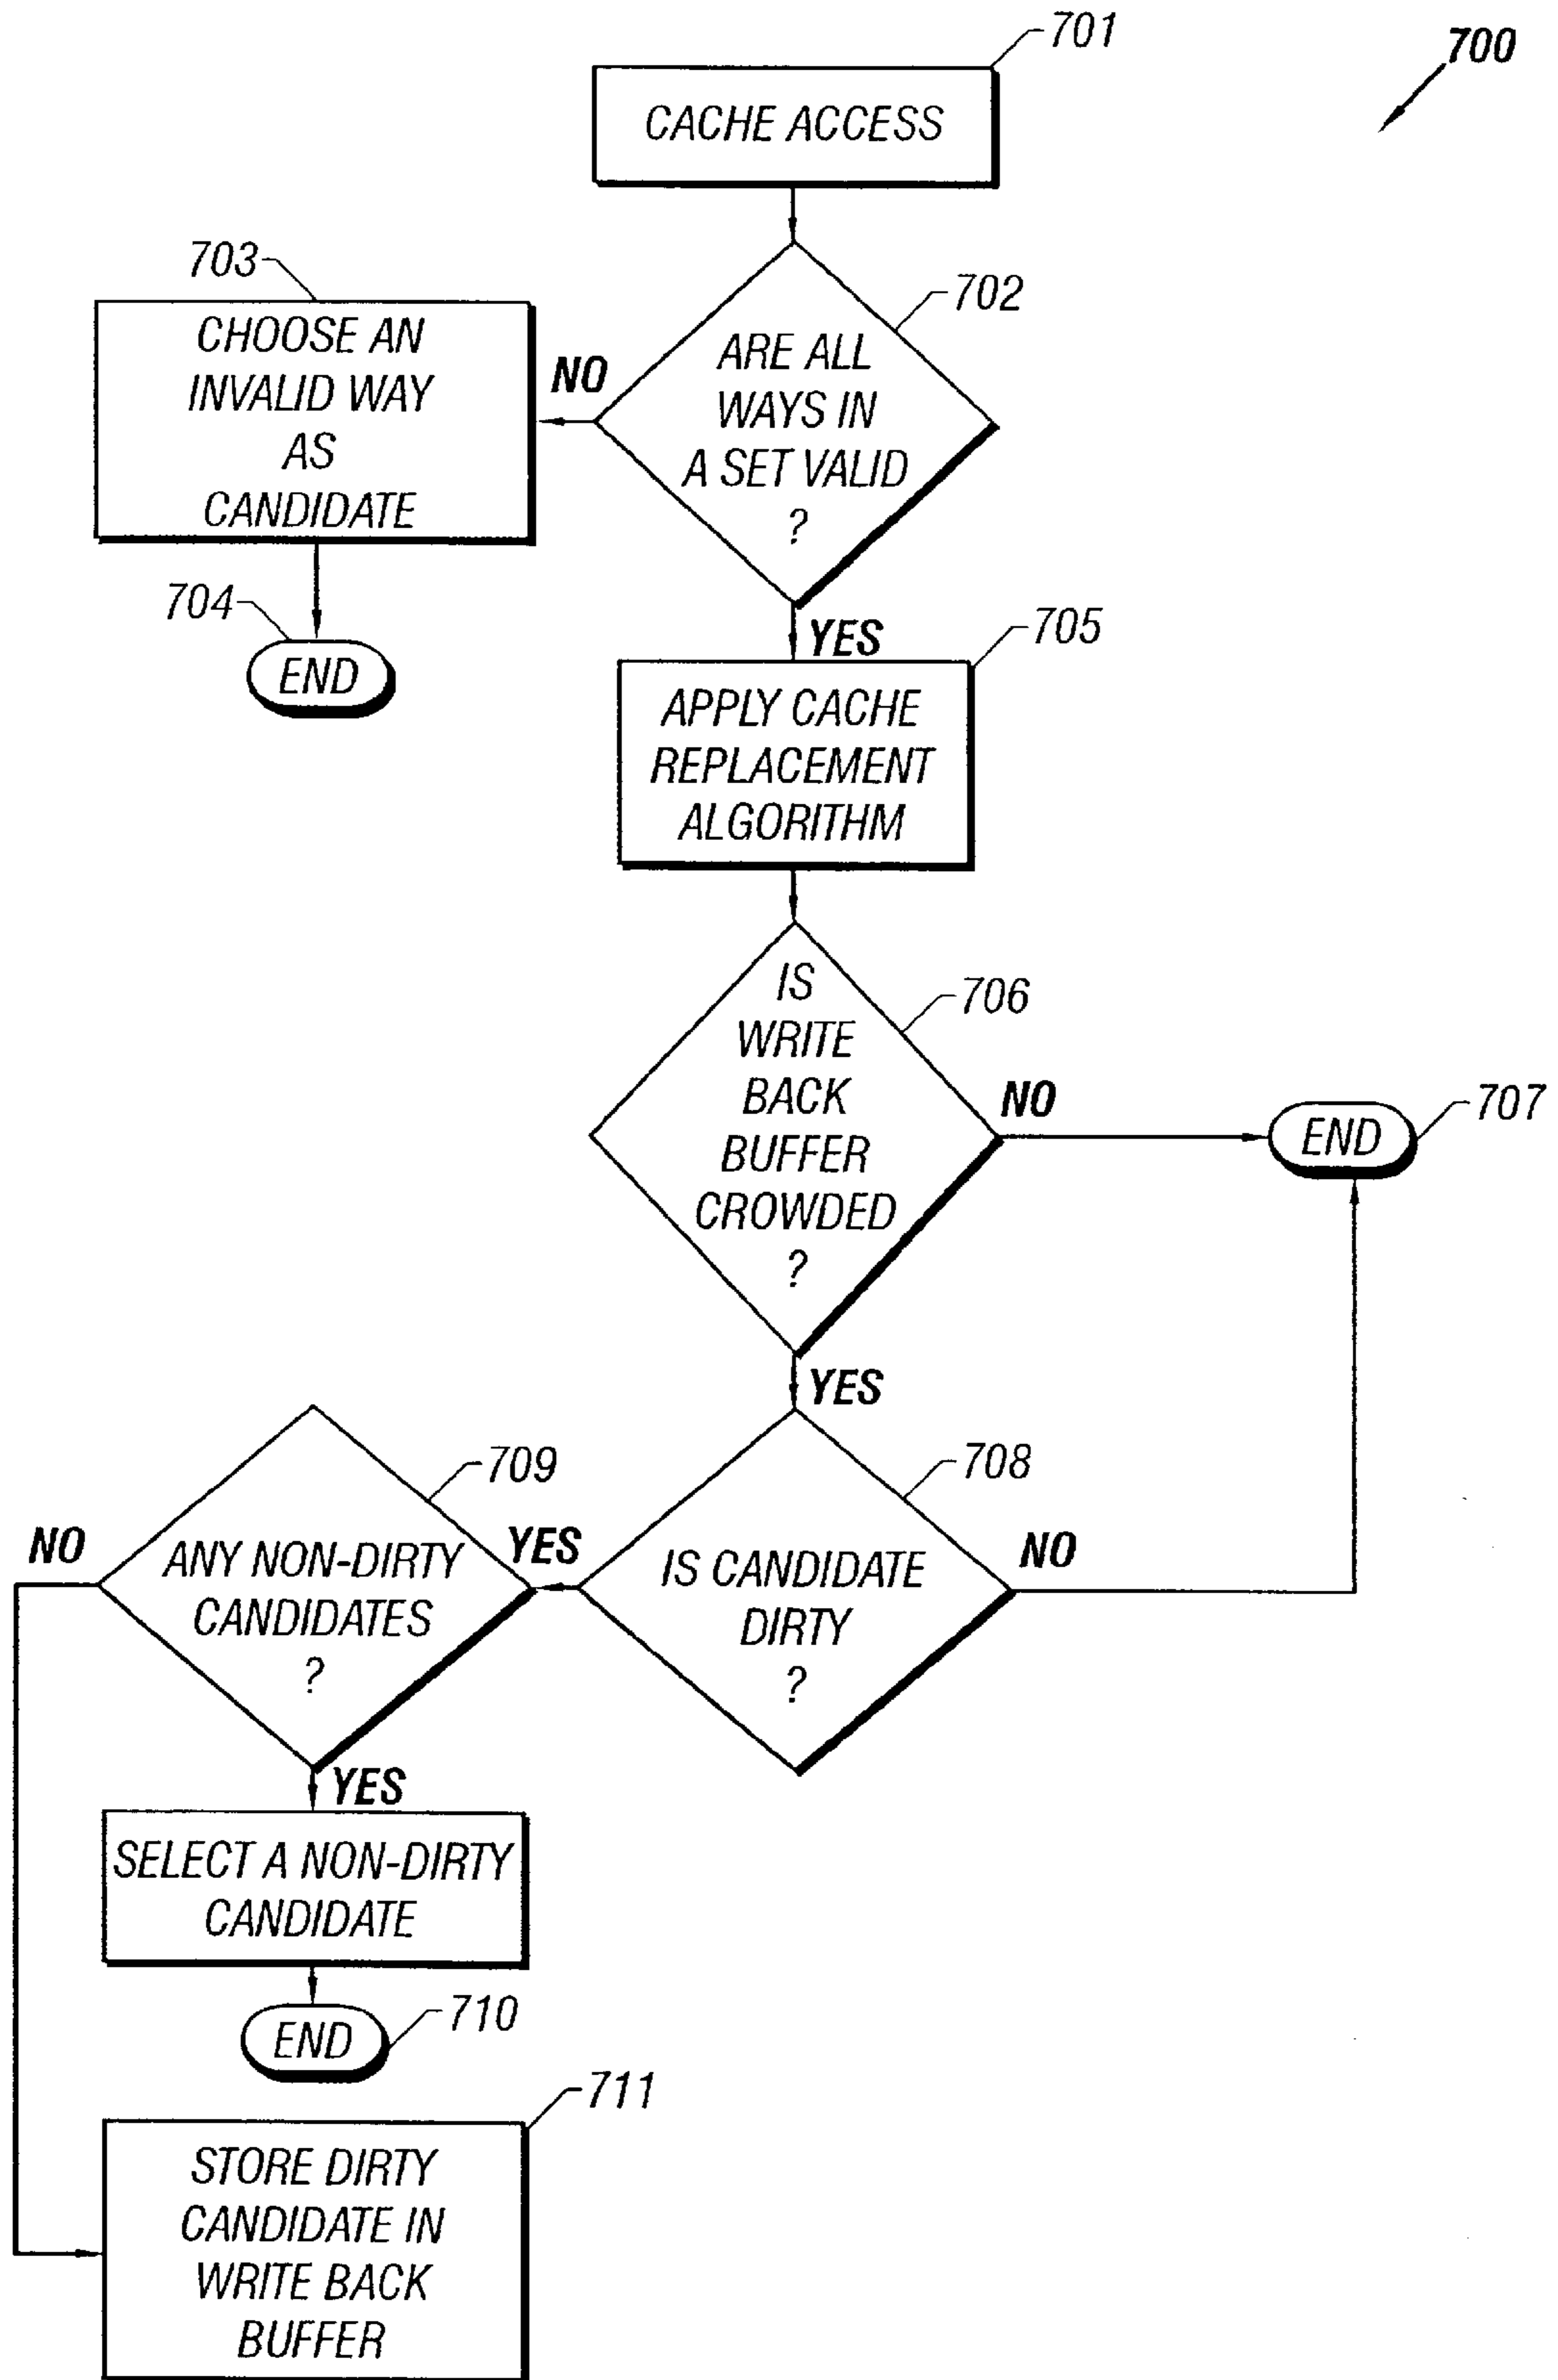 701
700
CACHE ACCESS
703
702
CHOOSE AN
INVALID WAY
AS
CANDIDATE
NO
ARE ALL
WAYS IN
A SET VALID
?
704
END
YES
705
APPLY CACHE
REPLACEMENT
ALGORITHM
706
IS
WRITE
BACK
BUFFER
CROWDED
?
NO
END
707
YES
709
708
NO
ANY NON-DIRTY
CANDIDATES
?
YES
IS CANDIDATE
DIRTY
?
NO
YES
SELECT A NON-DIRTY
CANDIDATE
END
710
711
STORE DIRTY
CANDIDATE IN
WRITE BACK
BUFFER